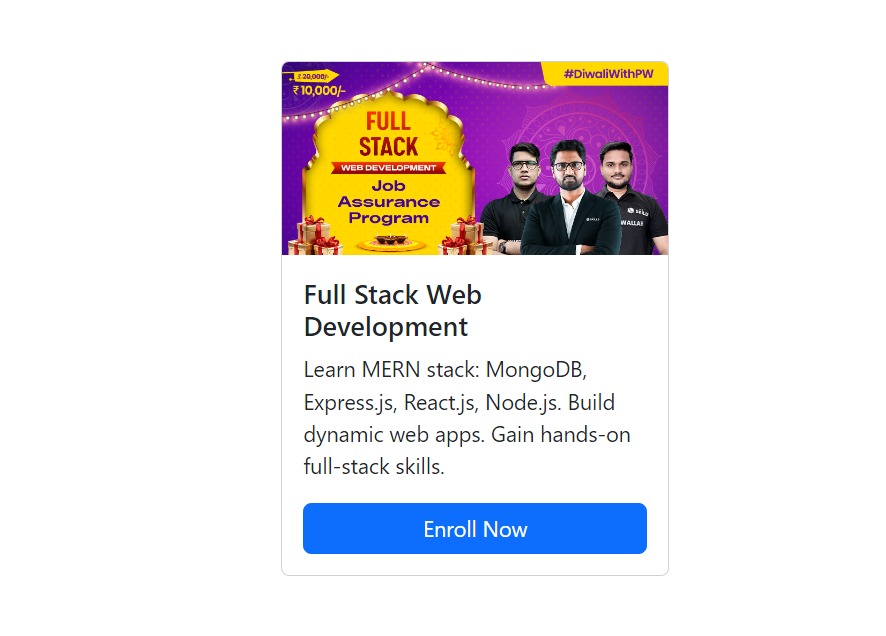 ₹ 20,000/-
₹ 10,000/-
#DiwaliWithPW
FULL
STACK
WEB DEVELOPMENT
Job
Assurance
Program
SKILLS
WALLAH
Full Stack Web
Development
Learn MERN stack: MongoDB,
Express.js, React.js, Node.js. Build
dynamic web apps. Gain hands-on
full-stack skills.
Enroll Now